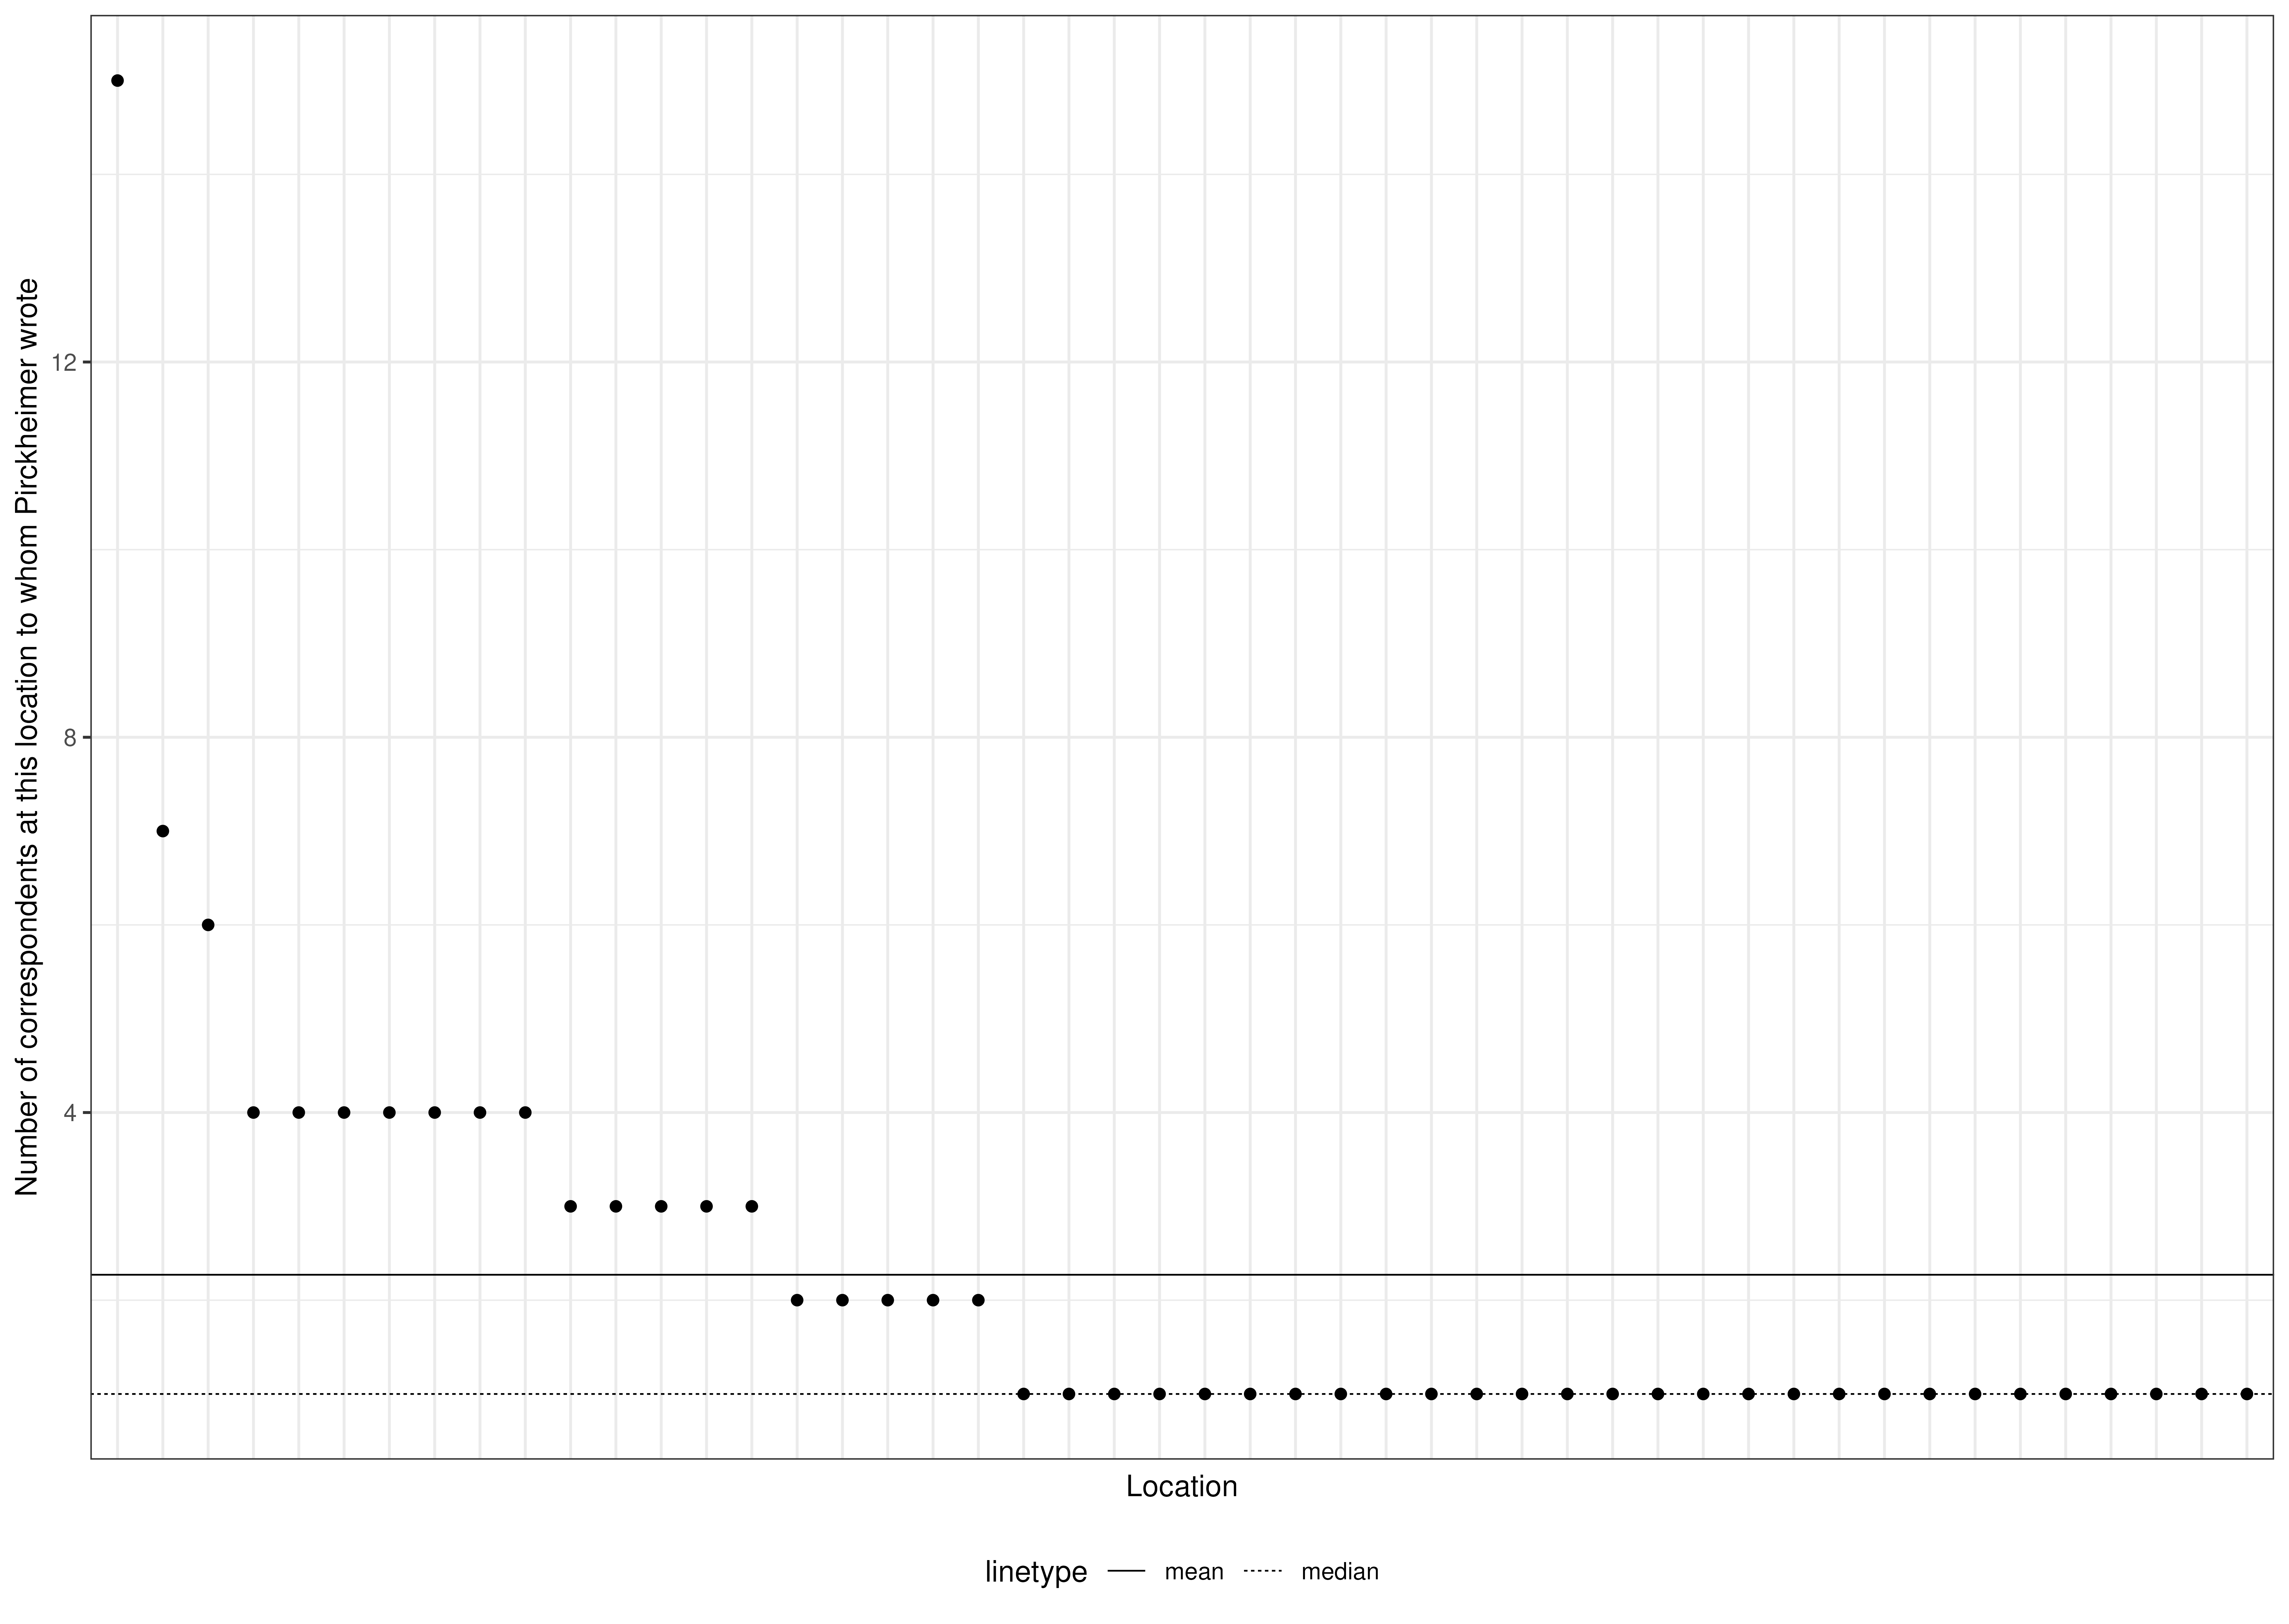 Number of correspondents at this location to whom Pirckheimer wrote
12
8
4
Location
linetype mean median